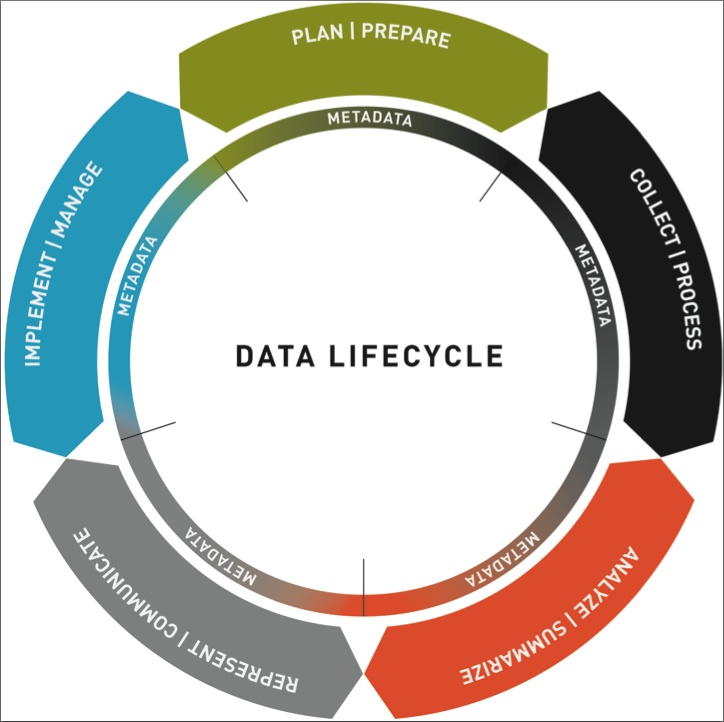 PLAN | PREPARE
METADATA
COLLECT | PROCESS
METADATA
ANALYZE | SUMMARIZE
METADATA
REPRESENT | COMMUNICATE
METADATA
IMPLEMENT | MANAGE
METADATA
DATA LIFECYCLE